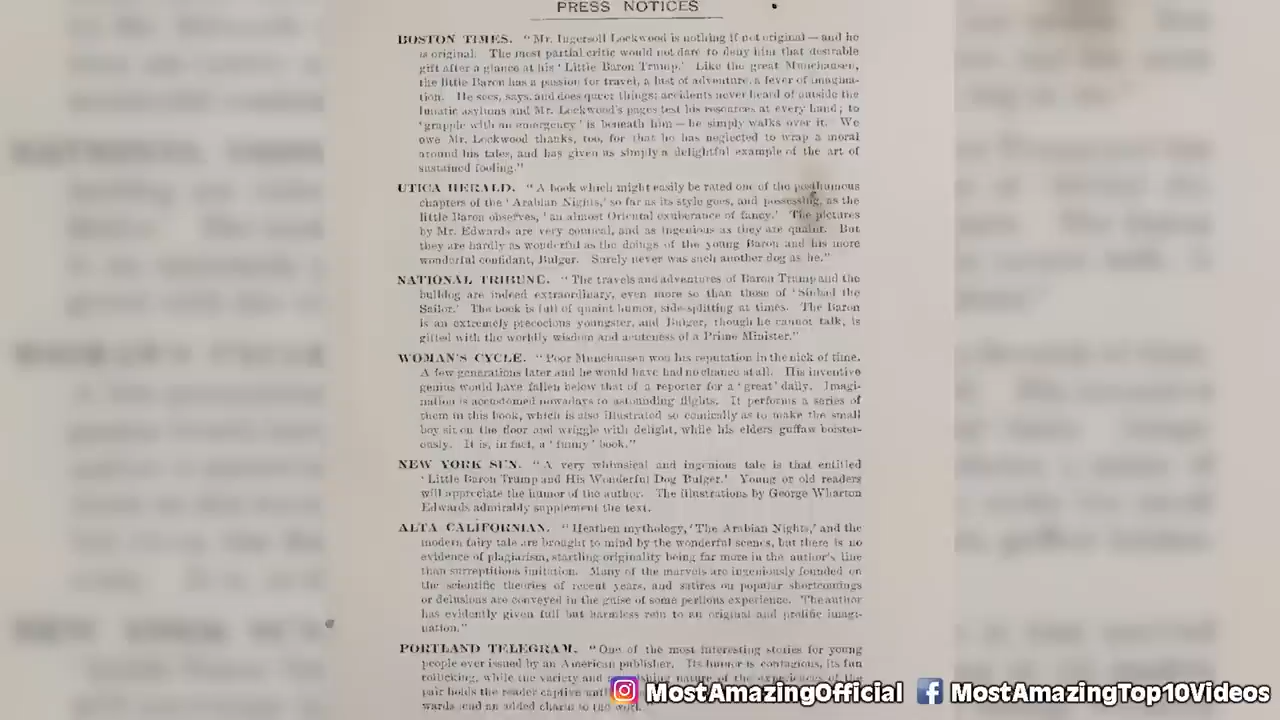 PRESS NOTICES
BOSTON TIMES. "Mr. Ingersoll Lockwood is nothing if not original — and he
is original. The most partial critic would not dare to deny him that desirable
gift after a glance at his 'Little Baron Trump.' Like the great Munchausen,
the little Baron has a passion for travel, a lust of adventure, a fever of imagina-
tion. He sees, says, and does queer things; accidents never heard of outside the
lunatic asylums and Mr. Lockwood's pages test his resources at every hand; to
'grapple with an emergency' is beneath him — he simply walks over it. We
owe Mr. Lockwood thanks, too, for that he has neglected to wrap a moral
around his tales, and has given us simply a delightful example of the art of
sustained fooling."
UTICA HERALD. "A book which might easily be rated one of the posthumous
chapters of the 'Arabian Nights,' so far as its style goes, and possessing, as the
little Baron observes, 'an almost Oriental exuberance of fancy.' The pictures
by Mr. Edwards are very comical, and as ingenious as they are quaint. But
they are hardly as wonderful as the doings of the young Baron and his more
wonderful confidant, Bulger. Surely never was such another dog as he."
NATIONAL TRIBUNE. "The travels and adventures of Baron Trump and the
bulldog are indeed extraordinary, even more so than those of 'Sinbad the
Sailor.' The book is full of quaint humor, side-splitting at times. The Baron
is an extremely precocious youngster, and Bulger, though he cannot talk, is
gifted with the worldly wisdom and acuteness of a Prime Minister."
WOMAN'S CYCLE. "Poor Munchausen won his reputation in the nick of time.
A few generations later and he would have had no chance at all. His inventive
genius would have fallen below that of a reporter for a 'great' daily. Imagi-
nation is accustomed nowadays to astounding flights. It performs a series of
them in this book, which is also illustrated so comically as to make the small
boy sit on the floor and wriggle with delight, while his elders guffaw boister-
ously. It is, in fact, a 'funny' book."
NEW YORK SUN. "A very whimsical and ingenious tale is that entitled
'Little Baron Trump and His Wonderful Dog Bulger.' Young or old readers
will appreciate the humor of the author. The illustrations by George Wharton
Edwards admirably supplement the text.
ALTA CALIFORNIAN. "Heathen mythology, 'The Arabian Nights,' and the
modern fairy tale are brought to mind by the wonderful scenes, but there is no
evidence of plagiarism, startling originality being far more in the author's line
than surreptitious imitation. Many of the marvels are ingeniously founded on
the scientific theories of recent years, and satires on popular shortcomings
or delusions are conveyed in the guise of some perilous experience. The author
has evidently given full but harmless rein to an original and prolific imagi-
nation."
PORTLAND TELEGRAM. "One of the most interesting stories for young
people ever issued by an American publisher. Its humor is contagious, its fun
rollicking, while the variety and nature of the experiences of the
pair holds the reader captive
wards lend an added charm to the work."
MostAmazingOfficial MostAmazingTop10Videos